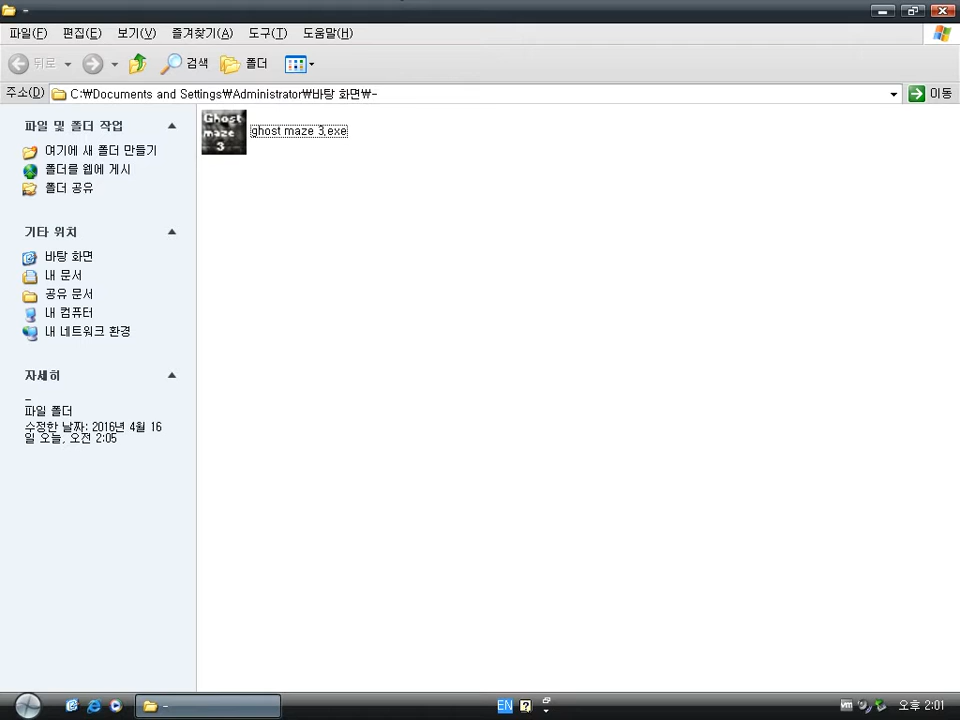 -
파일(F) 편집(E) 보기(V) 즐겨찾기(A) 도구(T) 도움말(H)
뒤로 검색 폴더
주소(D) C:\Documents and Settings\Administrator\바탕 화면\- 이동
파일 및 폴더 작업
여기에 새 폴더 만들기
폴더를 웹에 게시
폴더 공유
기타 위치
바탕 화면
내 문서
공유 문서
내 컴퓨터
내 네트워크 환경
자세히
-
파일 폴더
수정한 날짜: 2016년 4월 16
일 오늘, 오전 2:05
Ghost
maze
3
ghost maze 3.exe
- EN ? vm 오후 2:01